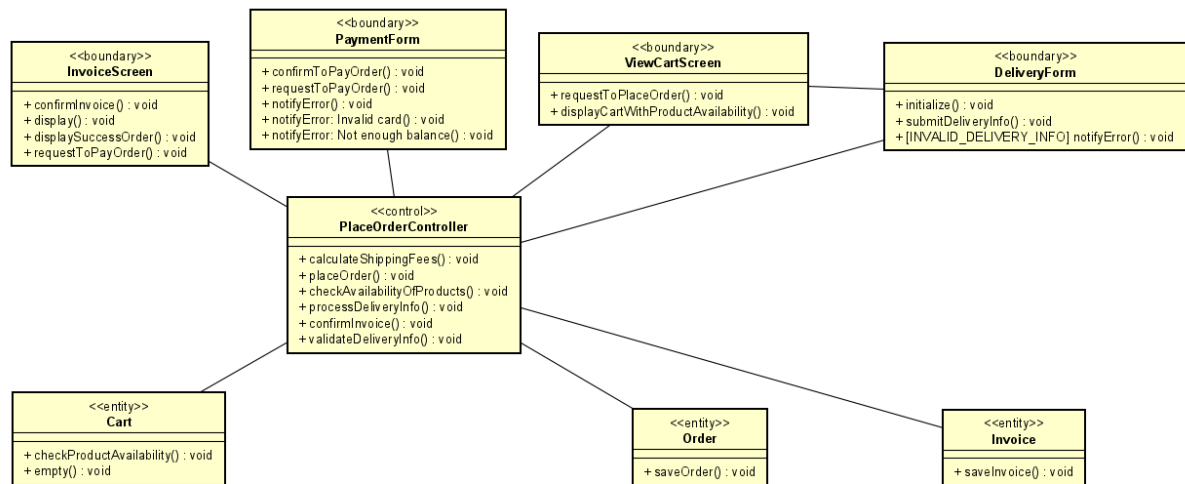 <<boundary>>
InvoiceScreen
+ confirmInvoice() : void
+ display() : void
+ displaySuccessOrder() : void
+ requestToPayOrder() : void
<<boundary>>
PaymentForm
+ confirmToPayOrder() : void
+ requestToPayOrder() : void
+ notifyError() : void
+ notifyError: Invalid card() : void
+ notifyError: Not enough balance() : void
<<boundary>>
ViewCartScreen
+ requestToPlaceOrder() : void
+ displayCartWithProductAvailability() : void
<<boundary>>
DeliveryForm
+ initialize() : void
+ submitDeliveryInfo() : void
+ [INVALID_DELIVERY_INFO] notifyError() : void
<<control>>
PlaceOrderController
+ calculateShippingFees() : void
+ placeOrder() : void
+ checkAvailabilityOfProducts() : void
+ processDeliveryInfo() : void
+ confirmInvoice() : void
+ validateDeliveryInfo() : void
<<entity>>
Cart
+ checkProductAvailability() : void
+ empty() : void
<<entity>>
Order
+ saveOrder() : void
<<entity>>
Invoice
+ saveInvoice() : void